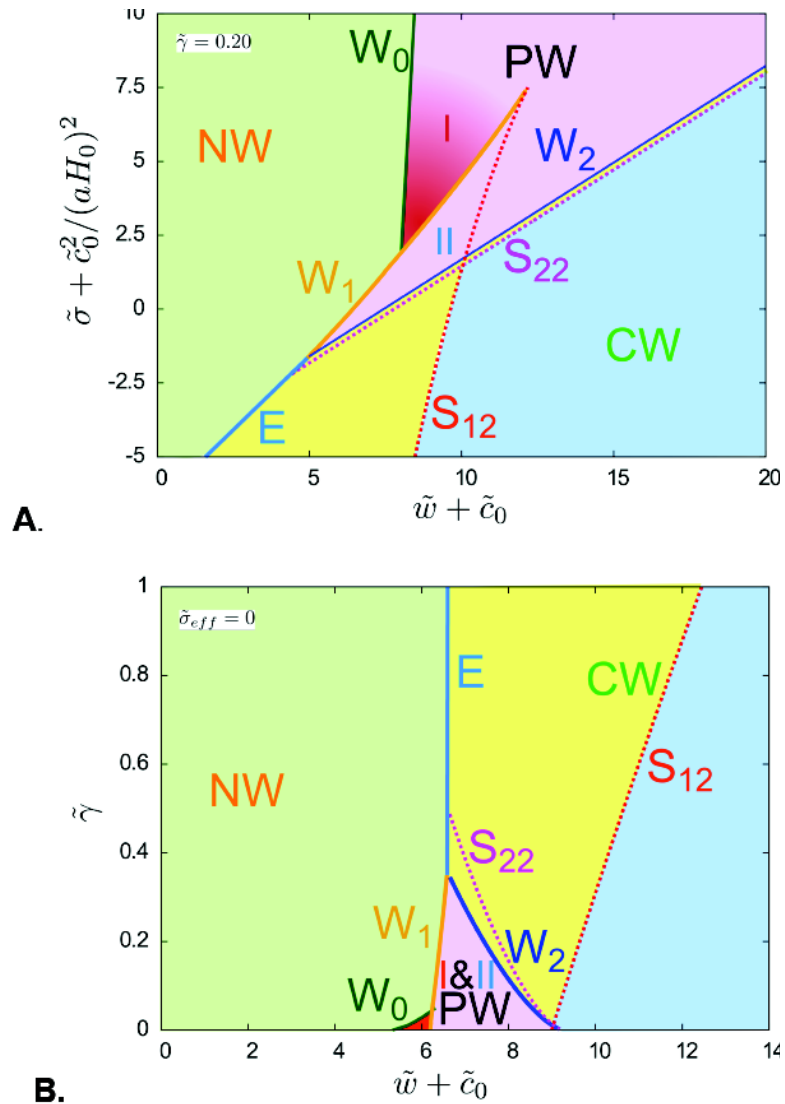 10
γ̃ = 0.20
W₀
PW
7.5
I
NW
W₂
5
σ̃ + c̃₀²/(aH₀)²
2.5
II
S₂₂
W₁
0
CW
-2.5
E
S₁₂
-5
0 5 10 15 20
w̃ + c̃₀
A.
1
σ̃eff = 0
E
CW
0.8
S₁₂
NW
0.6
γ̃
S₂₂
0.4
W₁
W₂
0.2
I&II
W₀
PW
0
0 2 4 6 8 10 12 14
w̃ + c̃₀
B.